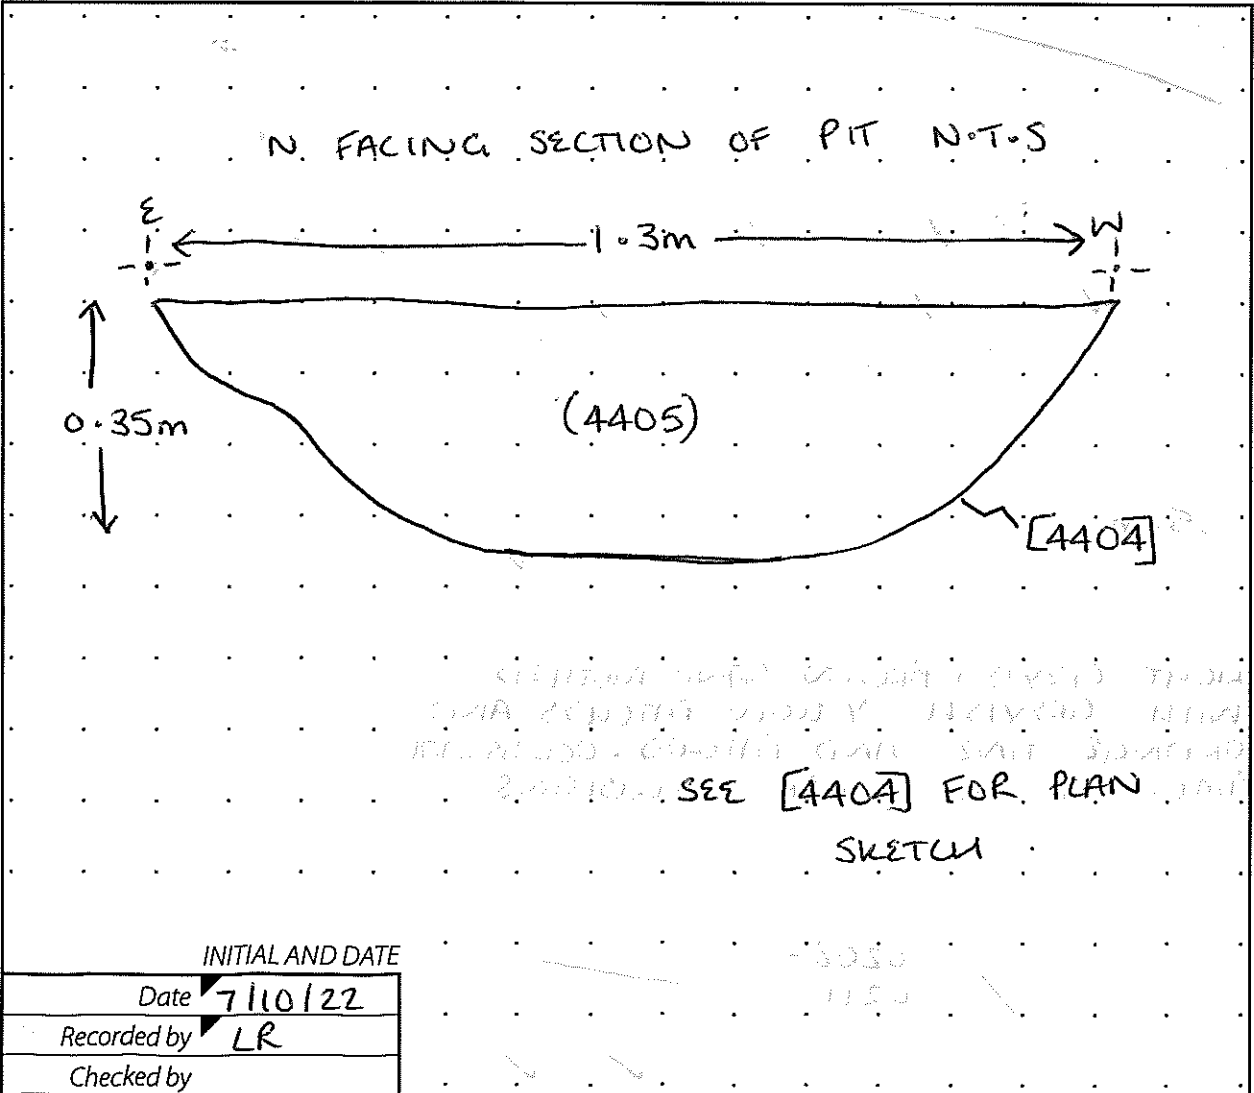 N FACING SECTION OF PIT N.T.S
E
W
1.3m
0.35m
(4405)
[4404]
SEE [4404] FOR PLAN
SKETCH
INITIAL AND DATE
Date 7/10/22
Recorded by LR
Checked by